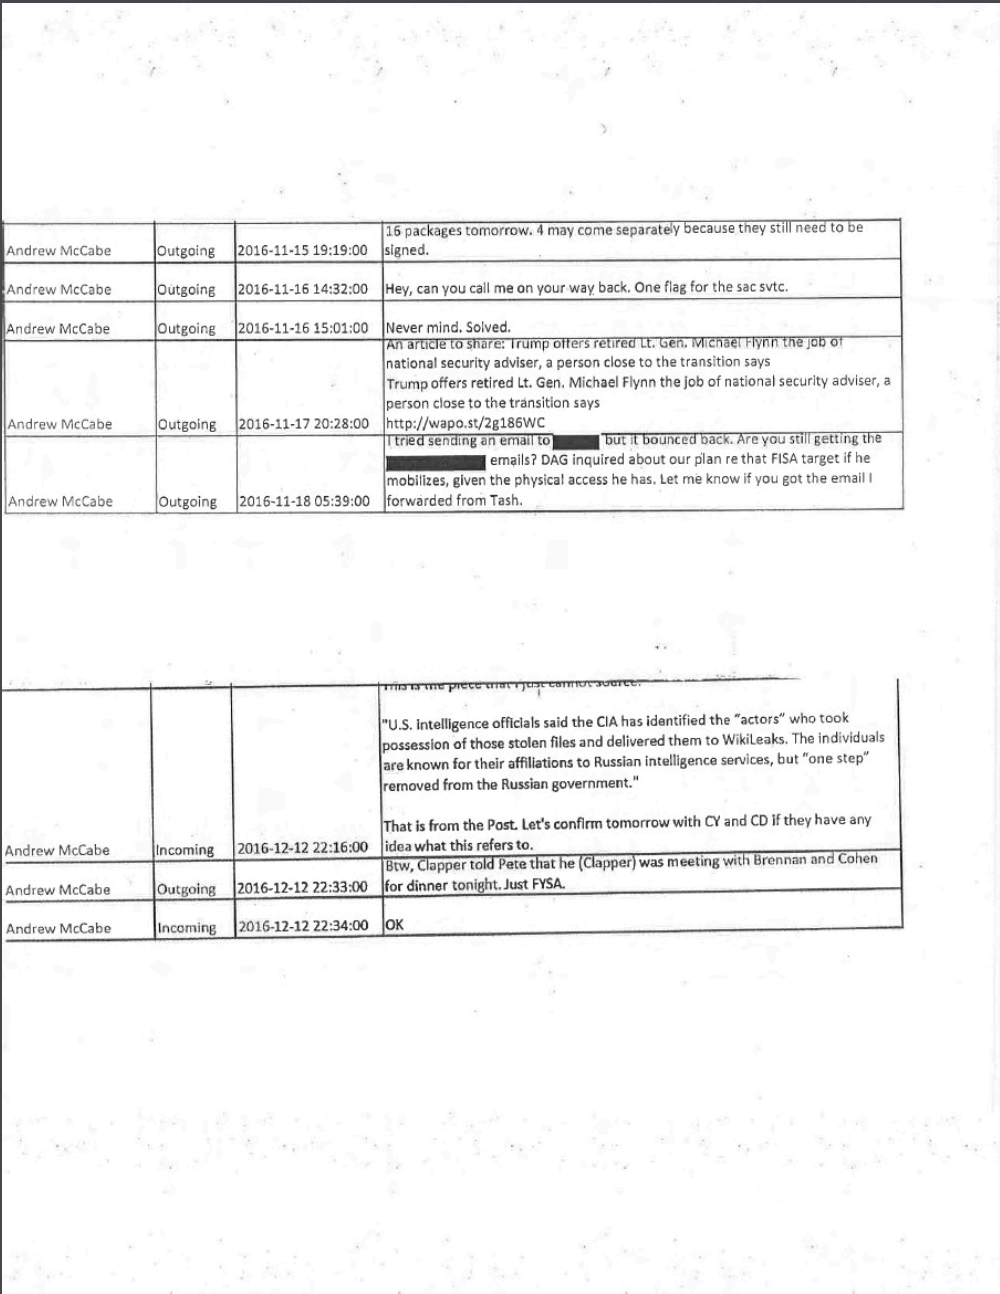 16 packages tomorrow. 4 may come separately because they still need to be
Andrew McCabe Outgoing 2016-11-15 19:19:00 signed.
Andrew McCabe Outgoing 2016-11-16 14:32:00 Hey, can you call me on your way back. One flag for the sac svtc.
Andrew McCabe Outgoing 2016-11-16 15:01:00 Never mind. Solved.
An article to share: Trump offers retired Lt. Gen. Michael Flynn the job of
national security adviser, a person close to the transition says
Trump offers retired Lt. Gen. Michael Flynn the job of national security adviser, a
person close to the transition says
Andrew McCabe Outgoing 2016-11-17 20:28:00 http://wapo.st/2g186WC
I tried sending an email to but it bounced back. Are you still getting the
emails? DAG inquired about our plan re that FISA target if he
mobilizes, given the physical access he has. Let me know if you got the email I
Andrew McCabe Outgoing 2016-11-18 05:39:00 forwarded from Tash.
This is the piece that I just cannot source:
"U.S. intelligence officials said the CIA has identified the "actors" who took
possession of those stolen files and delivered them to WikiLeaks. The individuals
are known for their affiliations to Russian intelligence services, but "one step"
removed from the Russian government."
That is from the Post. Let's confirm tomorrow with CY and CD if they have any
Andrew McCabe Incoming 2016-12-12 22:16:00 idea what this refers to.
Btw, Clapper told Pete that he (Clapper) was meeting with Brennan and Cohen
Andrew McCabe Outgoing 2016-12-12 22:33:00 for dinner tonight. Just FYSA.
Andrew McCabe Incoming 2016-12-12 22:34:00 OK